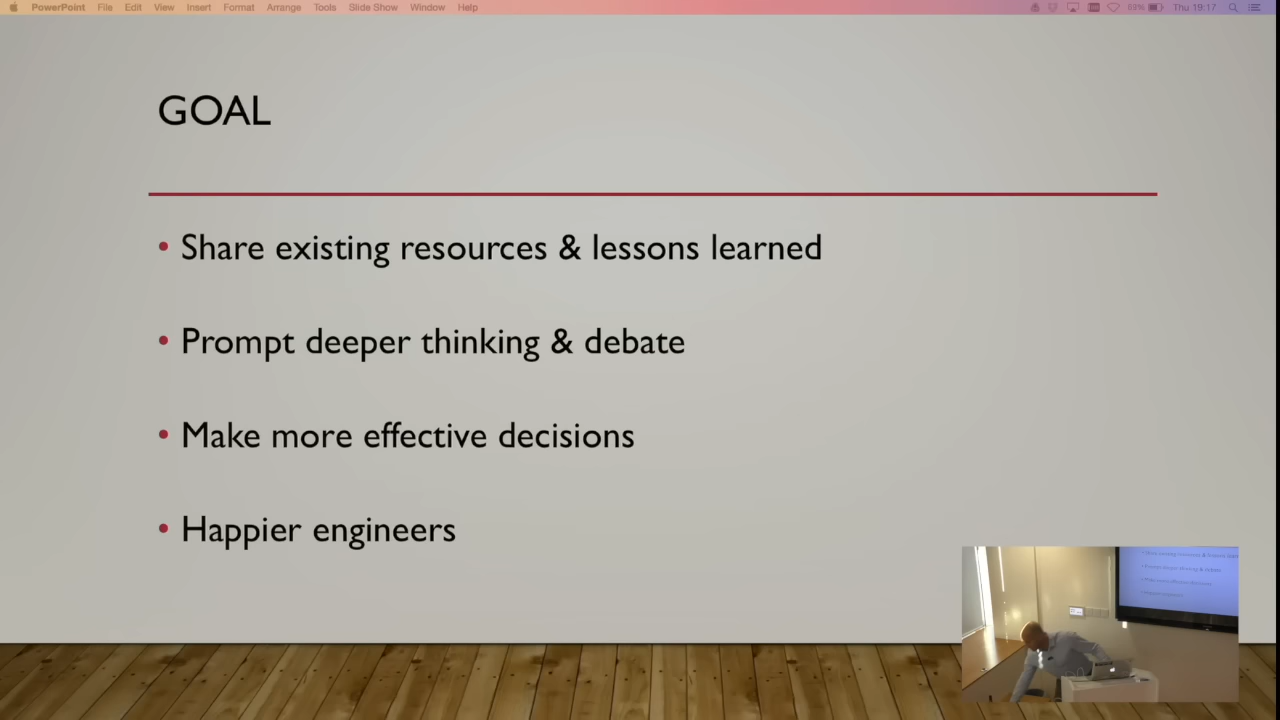 PowerPoint File Edit View Insert Format Arrange Tools Slide Show Window Help 69% Thu 19:17
GOAL
• Share existing resources & lessons learned
• Prompt deeper thinking & debate
• Make more effective decisions
• Happier engineers